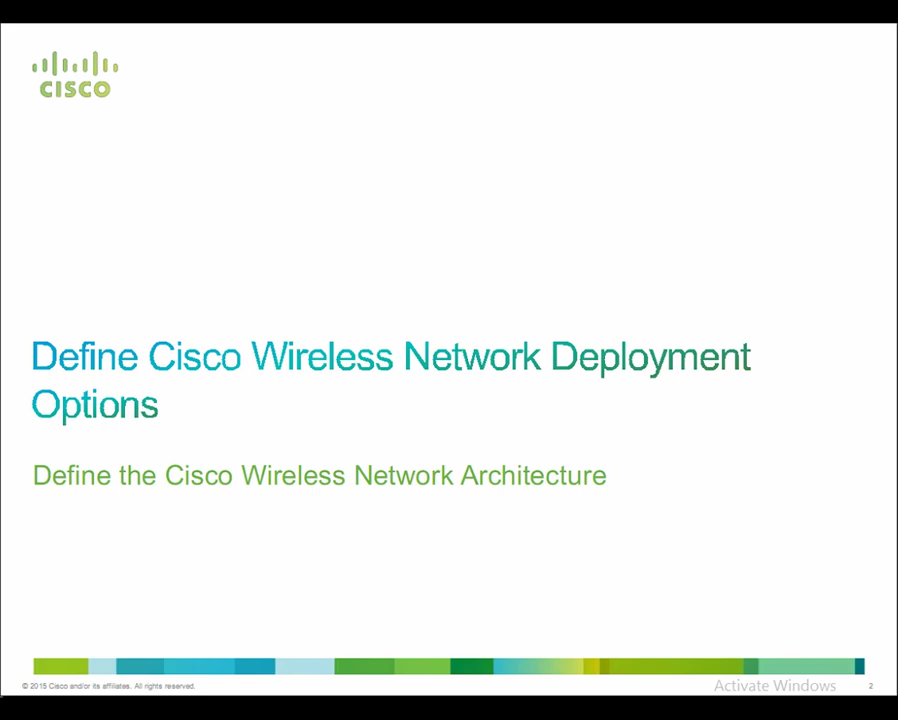 CISCO
Define Cisco Wireless Network Deployment
Options
Define the Cisco Wireless Network Architecture
© 2015 Cisco and/or its affiliates. All rights reserved.
Activate Windows
2